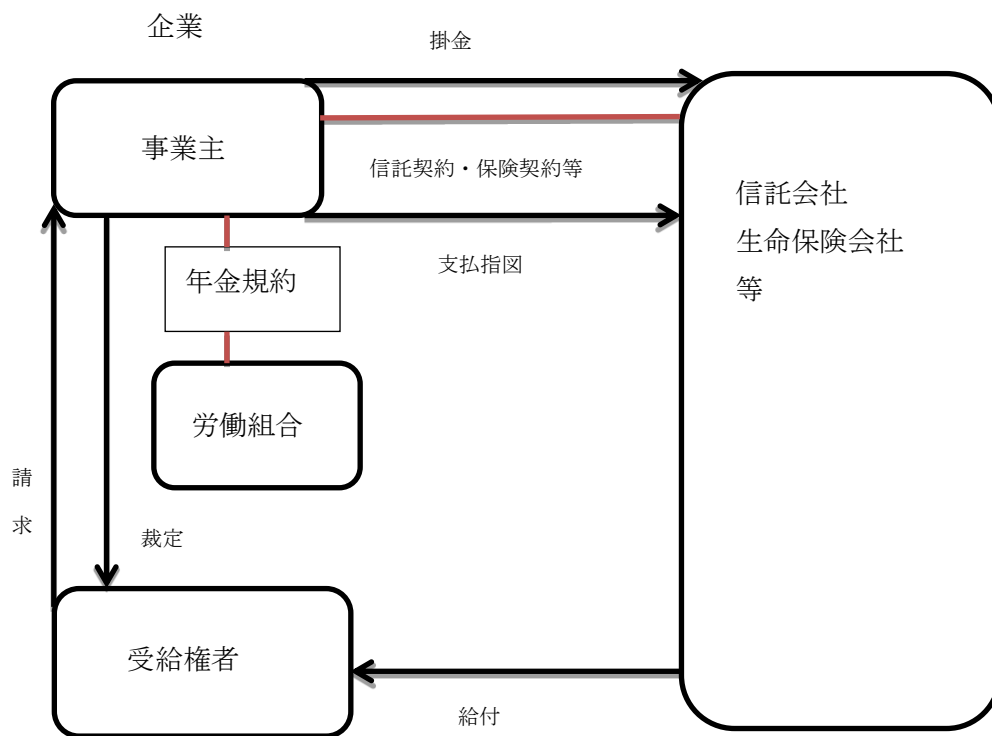 企業
掛金
事業主
信託契約・保険契約等
信託会社
生命保険会社
等
支払指図
年金規約
労働組合
請
求
裁定
受給権者
給付